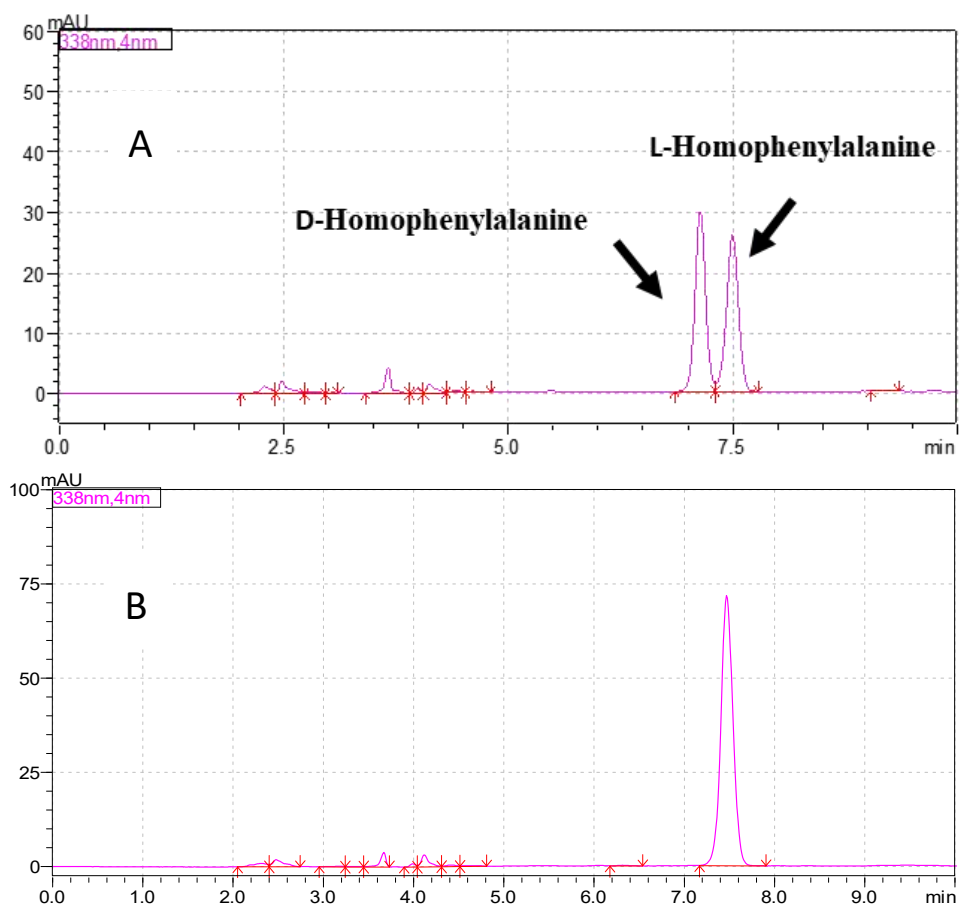 mAU
60
338nm,4nm
50
A
40
L-Homophenylalanine
30
D-Homophenylalanine
20
10
0
0.0 2.5 5.0 7.5 min
mAU
100
338nm,4nm
75
B
50
25
0
0.0 1.0 2.0 3.0 4.0 5.0 6.0 7.0 8.0 9.0 min